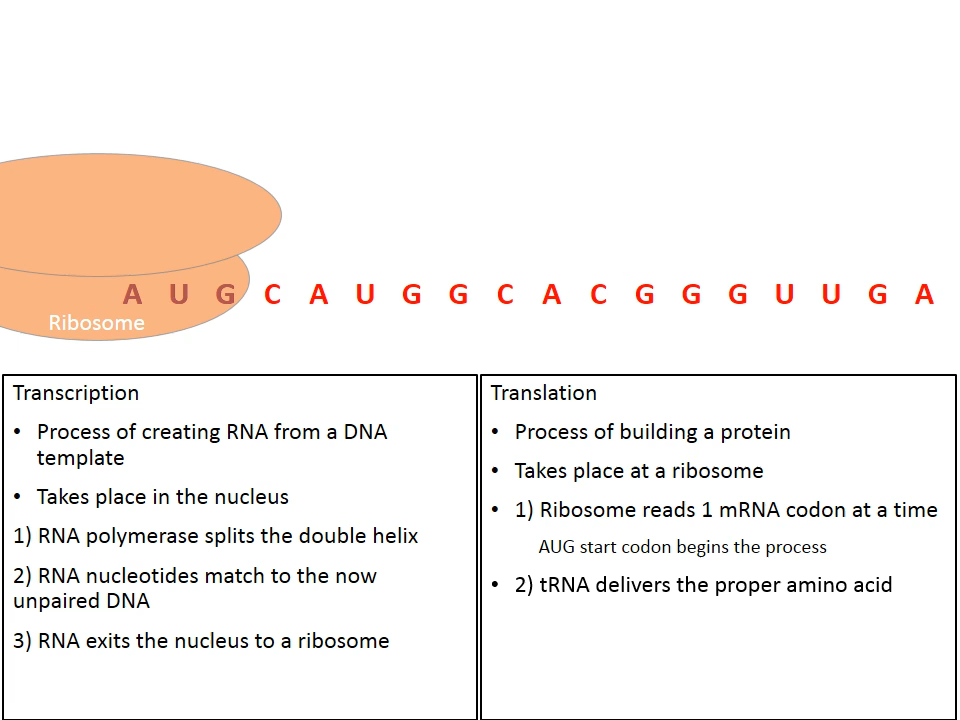 A U G C A U G G C A C G G G U U G A
Ribosome
Transcription
• Process of creating RNA from a DNA
template
• Takes place in the nucleus
1) RNA polymerase splits the double helix
2) RNA nucleotides match to the now
unpaired DNA
3) RNA exits the nucleus to a ribosome
Translation
• Process of building a protein
• Takes place at a ribosome
• 1) Ribosome reads 1 mRNA codon at a time
AUG start codon begins the process
• 2) tRNA delivers the proper amino acid